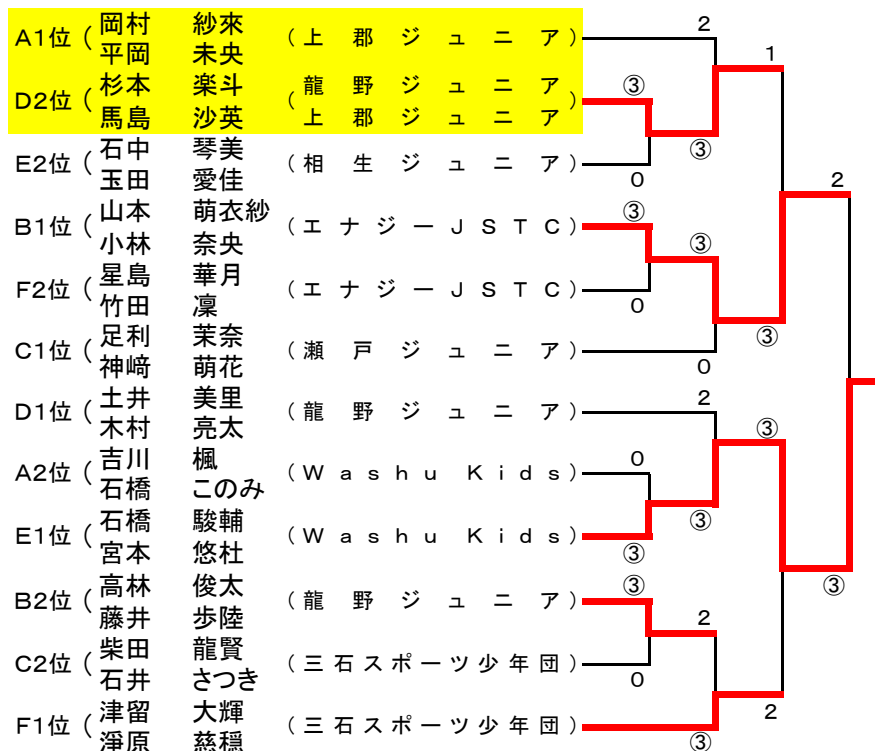 A1位 ( 岡村 紗來 平岡 未央 ( 上郡ジュニア ) 2
D2位 ( 杉本 楽斗 馬島 沙英 ( 龍野ジュニア 上郡ジュニア ) ③ ③ 1
E2位 ( 石中 琴美 玉田 愛佳 ( 相生ジュニア ) 0
B1位 ( 山本 萌衣紗 小林 奈央 ( エナジーJSTC ) ③ ③ ③ 2
F2位 ( 星島 華月 竹田 凜 ( エナジーJSTC ) 0
C1位 ( 足利 茉奈 神﨑 萌花 ( 瀬戸ジュニア ) 0
D1位 ( 土井 美里 木村 亮太 ( 龍野ジュニア ) 2
A2位 ( 吉川 楓 石橋 このみ ( Washu Kids ) 0
E1位 ( 石橋 駿輔 宮本 悠杜 ( Washu Kids ) ③ ③ ③ ③
B2位 ( 高林 俊太 藤井 歩陸 ( 龍野ジュニア ) ③ 2
C2位 ( 柴田 龍賢 石井 さつき ( 三石スポーツ少年団 ) 0
F1位 ( 津留 大輝 淨原 慈穏 ( 三石スポーツ少年団 ) ③ 2